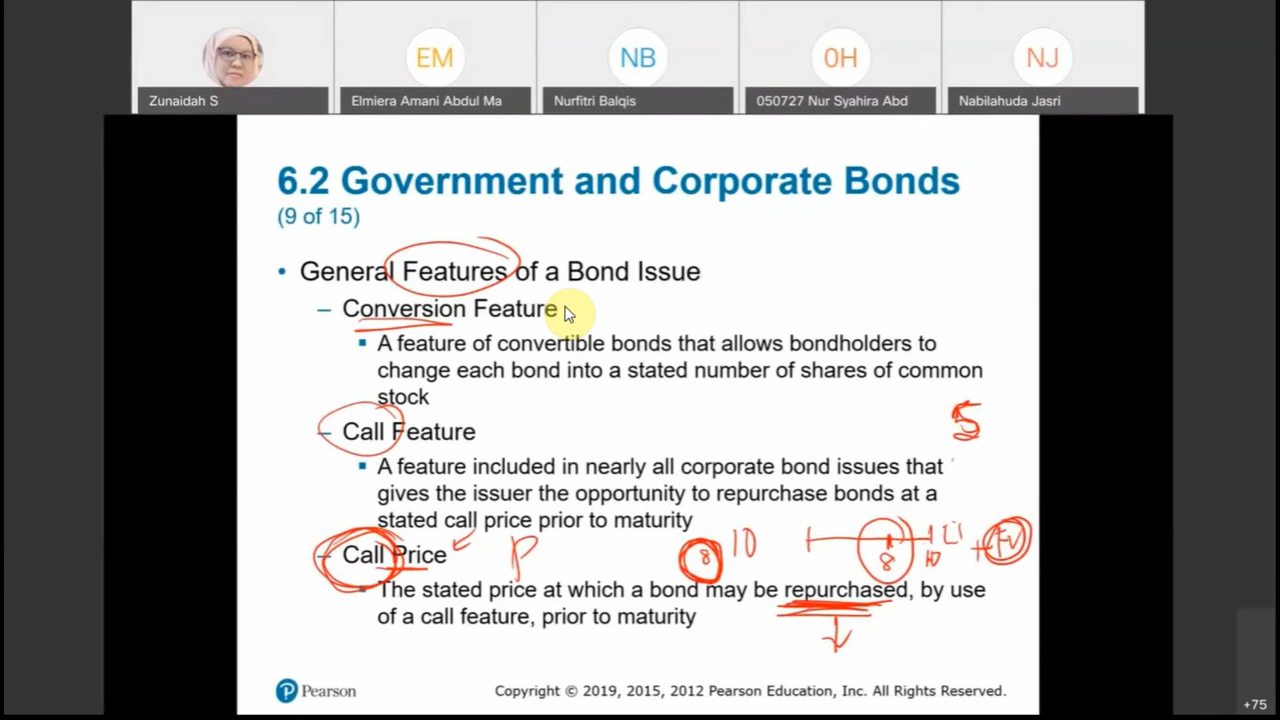 EM
NB
0H
NJ
Zunaidah S
Elmiera Amani Abdul Ma
Nurfitri Balqis
050727 Nur Syahira Abd
Nabilahuda Jasri
6.2 Government and Corporate Bonds
(9 of 15)
• General Features of a Bond Issue
– Conversion Feature
▪ A feature of convertible bonds that allows bondholders to
change each bond into a stated number of shares of common
stock
5
– Call Feature
▪ A feature included in nearly all corporate bond issues that
gives the issuer the opportunity to repurchase bonds at a
stated call price prior to maturity
– Call Price
P
8 10
8 10
+ FV
▪ The stated price at which a bond may be repurchased, by use
of a call feature, prior to maturity
P Pearson
Copyright © 2019, 2015, 2012 Pearson Education, Inc. All Rights Reserved.
+75